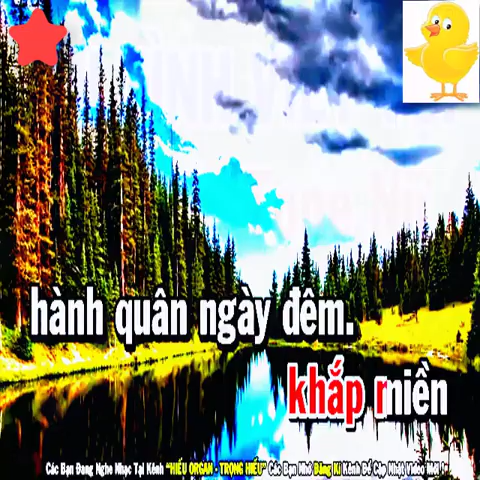 hành quân ngày đêm.
khắp miền
Các Bạn Đang Nghe Nhạc Tại Kênh "HIẾU ORGAN - TRỌNG HIẾU" Các Bạn Nhớ Đăng Kí Kênh Để Cập Nhật Video Mới !